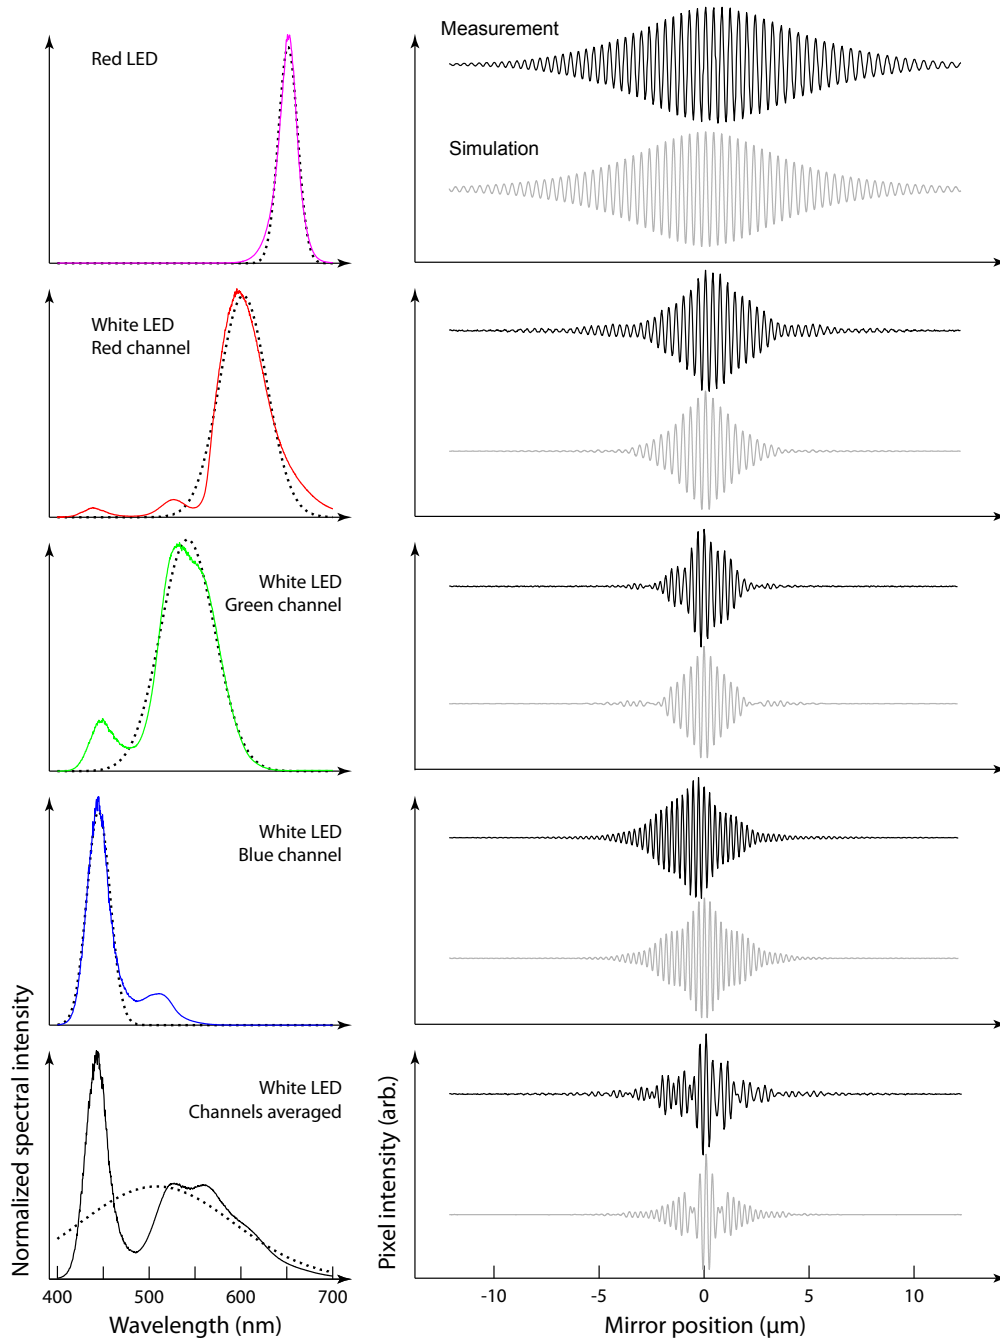 Red LED
Measurement
Simulation
White LED
Red channel
White LED
Green channel
White LED
Blue channel
White LED
Channels averaged
Normalized spectral intensity
400
500
600
700
Wavelength (nm)
Pixel intensity (arb.)
-10
-5
0
5
10
Mirror position (μm)